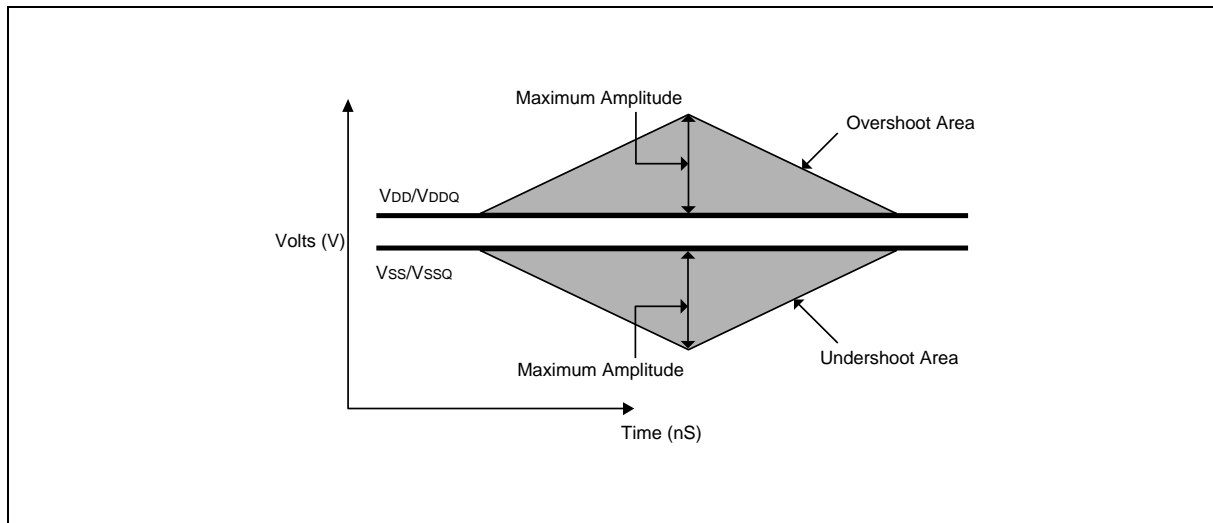 Maximum Amplitude
Overshoot Area
VDD/VDDQ
Volts (V)
VSS/VSSQ
Maximum Amplitude
Undershoot Area
Time (nS)